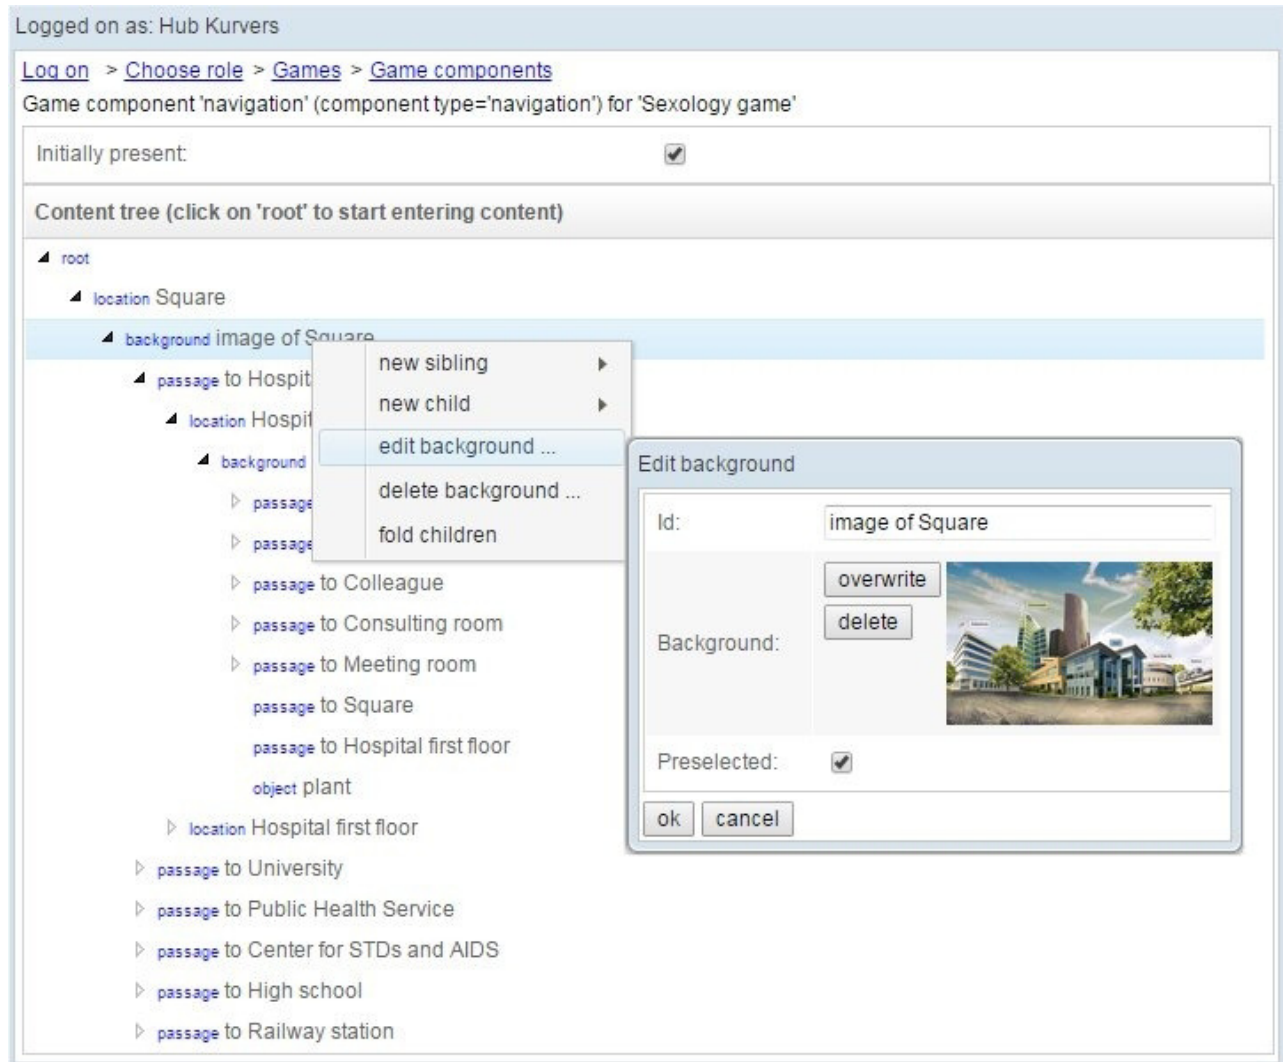 Logged on as: Hub Kurvers
Log on > Choose role > Games > Game components
Game component 'navigation' (component type='navigation') for 'Sexology game'
Initially present:
Content tree (click on 'root' to start entering content)
root
location Square
background image of Square
new sibling
passage to Hospit
new child
location Hospit
edit background ...
background
delete background ...
passage
fold children
passage
passage to Colleague
passage to Consulting room
passage to Meeting room
passage to Square
passage to Hospital first floor
object plant
location Hospital first floor
passage to University
passage to Public Health Service
passage to Center for STDs and AIDS
passage to High school
passage to Railway station
Edit background
Id: image of Square
Background:
overwrite
delete
Preselected:
ok cancel